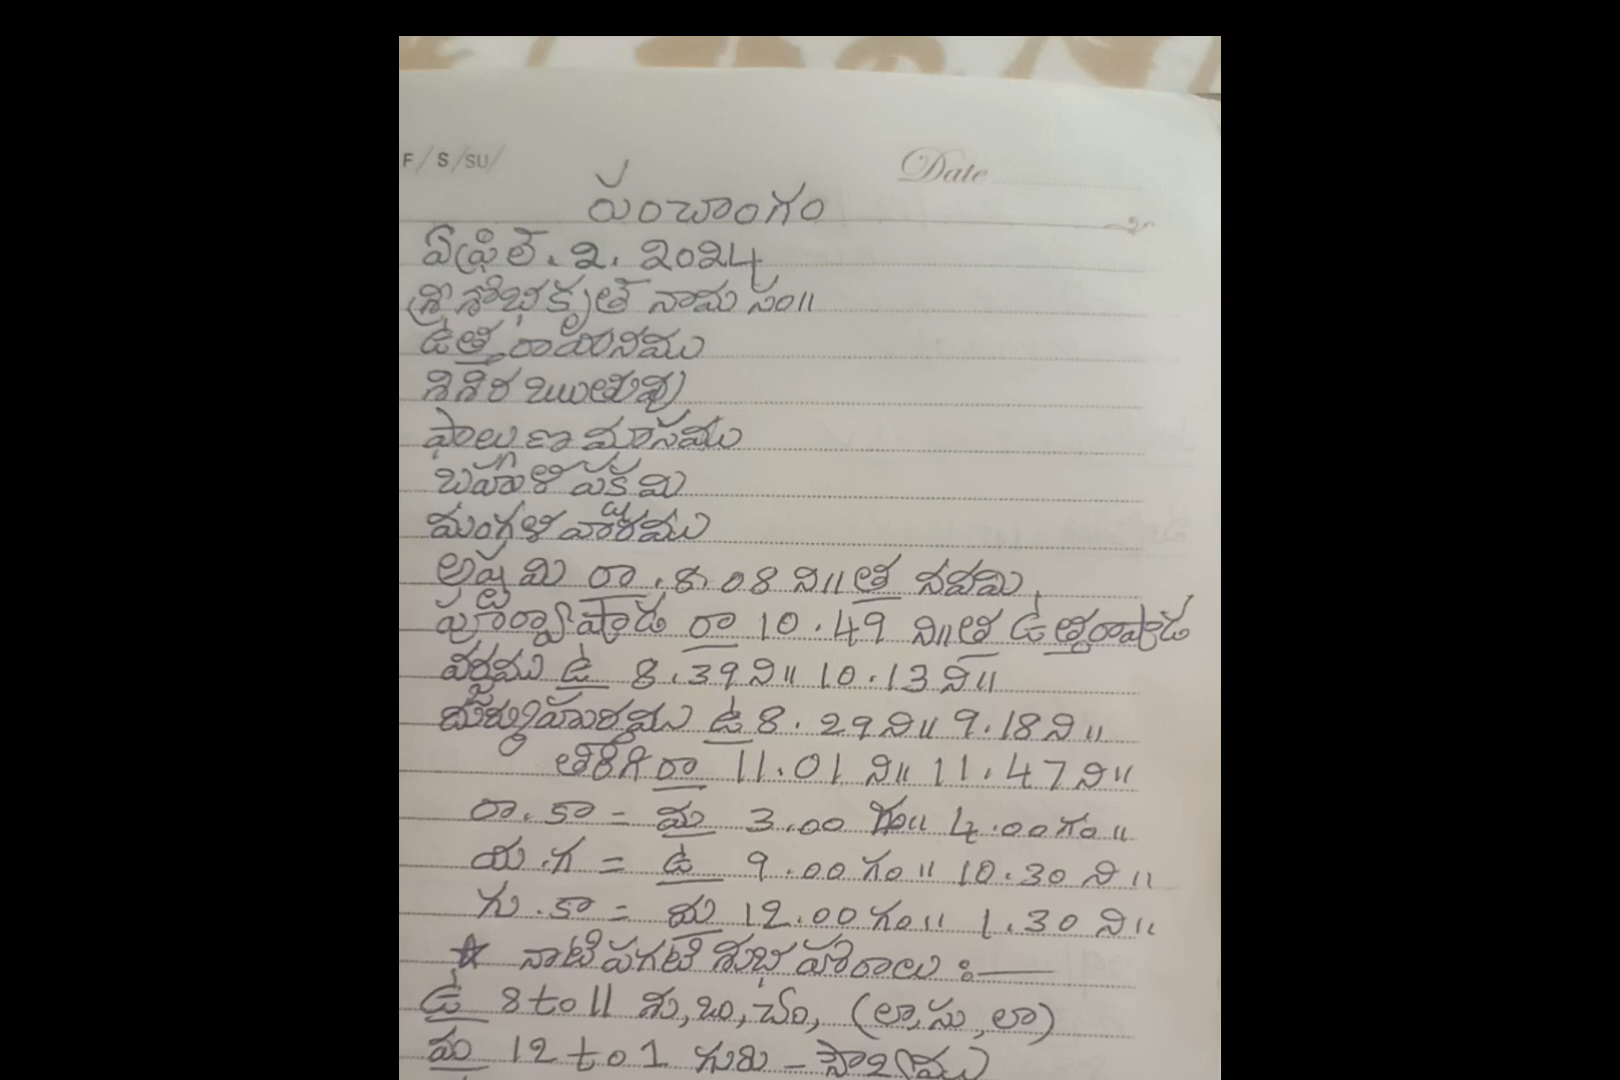 F / S / SU /
Date
పంచాంగం
ఏప్రిల్. 2. 2024
శ్రీ శోభకృత్ నామ సం॥
ఉత్తరాయనము
శిశిర ఋతువు
ఫాల్గుణ మాసము
బహుళ పక్షమి
మంగళ వారము
అష్టమి రా. 8. 08 ని॥ త నవమి
పూర్వాషాడ రా 10.49 ని॥ త ఉత్తరాషాడ
వర్జము ఉ 8.39 ని॥ 10.13 ని॥
దుర్ముహుర్తము ఉ 8.29 ని॥ 9.18 ని॥
తిరిగి రా 11.01 ని॥ 11.47 ని॥
రా.కా = మ 3.00 గం॥ 4.00 గం॥
య.గ = ఉ 9.00 గం॥ 10.30 ని॥
గు.కా = మ 12.00 గం॥ 1.30 ని॥
☆ నాటి పగటి శుభ హోరాలు :—
ఉ 8 to 11 శు, బు, చం, (లా, సు, లా)
మ 12 to 1 గురు –